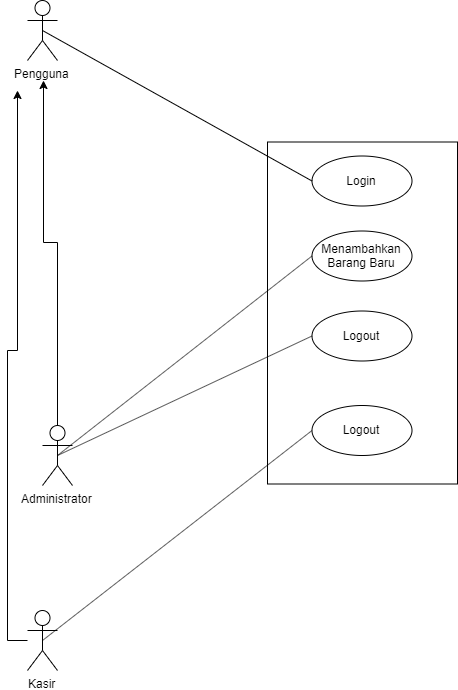 Pengguna
Login
Menambahkan
Barang Baru
Logout
Logout
Administrator
Kasir